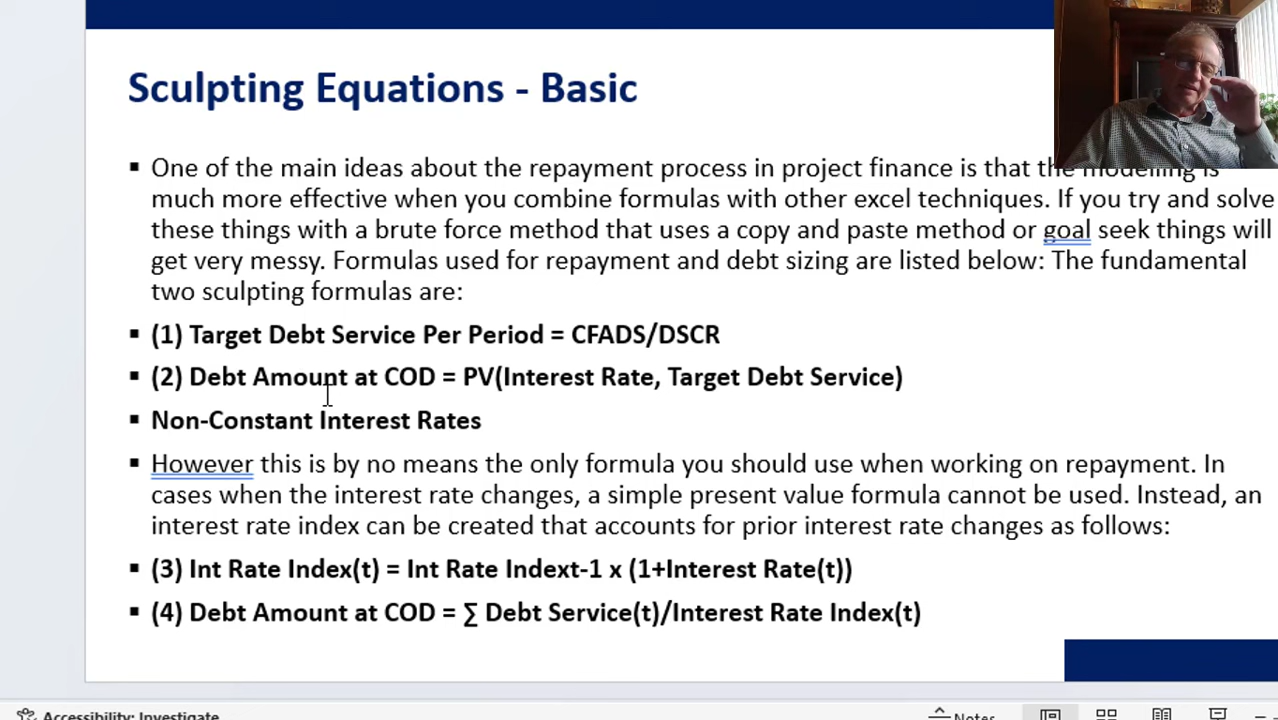 Sculpting Equations - Basic
▪ One of the main ideas about the repayment process in project finance is that the modelling is
much more effective when you combine formulas with other excel techniques. If you try and solve
these things with a brute force method that uses a copy and paste method or goal seek things will
get very messy. Formulas used for repayment and debt sizing are listed below: The fundamental
two sculpting formulas are:
▪ (1) Target Debt Service Per Period = CFADS/DSCR
▪ (2) Debt Amount at COD = PV(Interest Rate, Target Debt Service)
▪ Non-Constant Interest Rates
▪ However this is by no means the only formula you should use when working on repayment. In
cases when the interest rate changes, a simple present value formula cannot be used. Instead, an
interest rate index can be created that accounts for prior interest rate changes as follows:
▪ (3) Int Rate Index(t) = Int Rate Indext-1 x (1+Interest Rate(t))
▪ (4) Debt Amount at COD = ∑ Debt Service(t)/Interest Rate Index(t)
Accessibility: Investigate
Notes